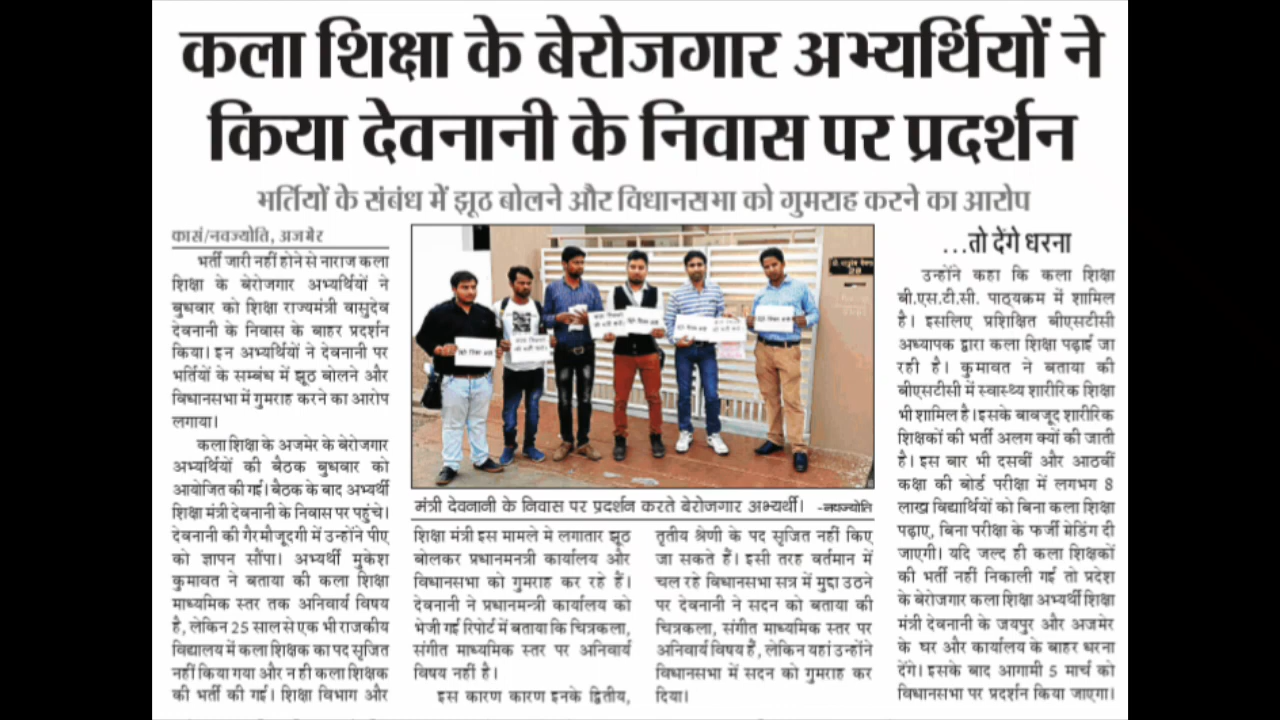 कला शिक्षा के बेरोजगार अभ्यर्थियों ने
किया देवनानी के निवास पर प्रदर्शन
भर्तियों के संबंध में झूठ बोलने और विधानसभा को गुमराह करने का आरोप
कासं/नवज्योति, अजमेर
भर्ती जारी नहीं होने से नाराज कला
शिक्षा के बेरोजगार अभ्यर्थियों ने
बुधवार को शिक्षा राज्यमंत्री वासुदेव
देवनानी के निवास के बाहर प्रदर्शन
किया। इन अभ्यर्थियों ने देवनानी पर
भर्तियों के सम्बंध में झूठ बोलने और
विधानसभा में गुमराह करने का आरोप
लगाया।
कला शिक्षा के अजमेर के बेरोजगार
अभ्यर्थियों की बैठक बुधवार को
आयोजित की गई। बैठक के बाद अभ्यर्थी
शिक्षा मंत्री देवनानी के निवास पर पहुंचे।
देवनानी की गैरमौजूदगी में उन्होंने पीए
को ज्ञापन सौंपा। अभ्यर्थी मुकेश
कुमावत ने बताया की कला शिक्षा
माध्यमिक स्तर तक अनिवार्य विषय
है, लेकिन 25 साल से एक भी राजकीय
विद्यालय में कला शिक्षक का पद सृजित
नहीं किया गया और न ही कला शिक्षक
की भर्ती की गई। शिक्षा विभाग और
मंत्री देवनानी के निवास पर प्रदर्शन करते बेरोजगार अभ्यर्थी। -नवज्योति
शिक्षा मंत्री इस मामले मे लगातार झूठ
बोलकर प्रधानमनत्री कार्यालय और
विधानसभा को गुमराह कर रहे हैं।
देवनानी ने प्रधानमन्त्री कार्यालय को
भेजी गई रिपोर्ट में बताया कि चित्रकला,
संगीत माध्यमिक स्तर पर अनिवार्य
विषय नहीं है।
इस कारण कारण इनके द्वितीय,
तृतीय श्रेणी के पद सृजित नहीं किए
जा सकते हैं। इसी तरह वर्तमान में
चल रहे विधानसभा सत्र में मुद्दा उठने
पर देवनानी ने सदन को बताया की
चित्रकला, संगीत माध्यमिक स्तर पर
अनिवार्य विषय हैं, लेकिन यहां उन्होंने
विधानसभा में सदन को गुमराह कर
दिया।
...तो देंगे धरना
उन्होंने कहा कि कला शिक्षा
बी.एस.टी.सी. पाठ्यक्रम में शामिल
है। इसलिए प्रशिक्षित बीएसटीसी
अध्यापक द्वारा कला शिक्षा पढ़ाई जा
रही है। कुमावत ने बताया की
बीएसटीसी में स्वास्थ्य शारीरिक शिक्षा
भी शामिल है। इसके बावजूद शारीरिक
शिक्षकों की भर्ती अलग क्यों की जाती
है। इस बार भी दसवीं और आठवीं
कक्षा की बोर्ड परीक्षा में लगभग 8
लाख विद्यार्थियों को बिना कला शिक्षा
पढ़ाए, बिना परीक्षा के फर्जी ग्रेडिंग दी
जाएगी। यदि जल्द ही कला शिक्षकों
की भर्ती नहीं निकाली गई तो प्रदेश
के बेरोजगार कला शिक्षा अभ्यर्थी शिक्षा
मंत्री देवनानी के जयपुर और अजमेर
के घर और कार्यालय के बाहर धरना
देंगे। इसके बाद आगामी 5 मार्च को
विधानसभा पर प्रदर्शन किया जाएगा।